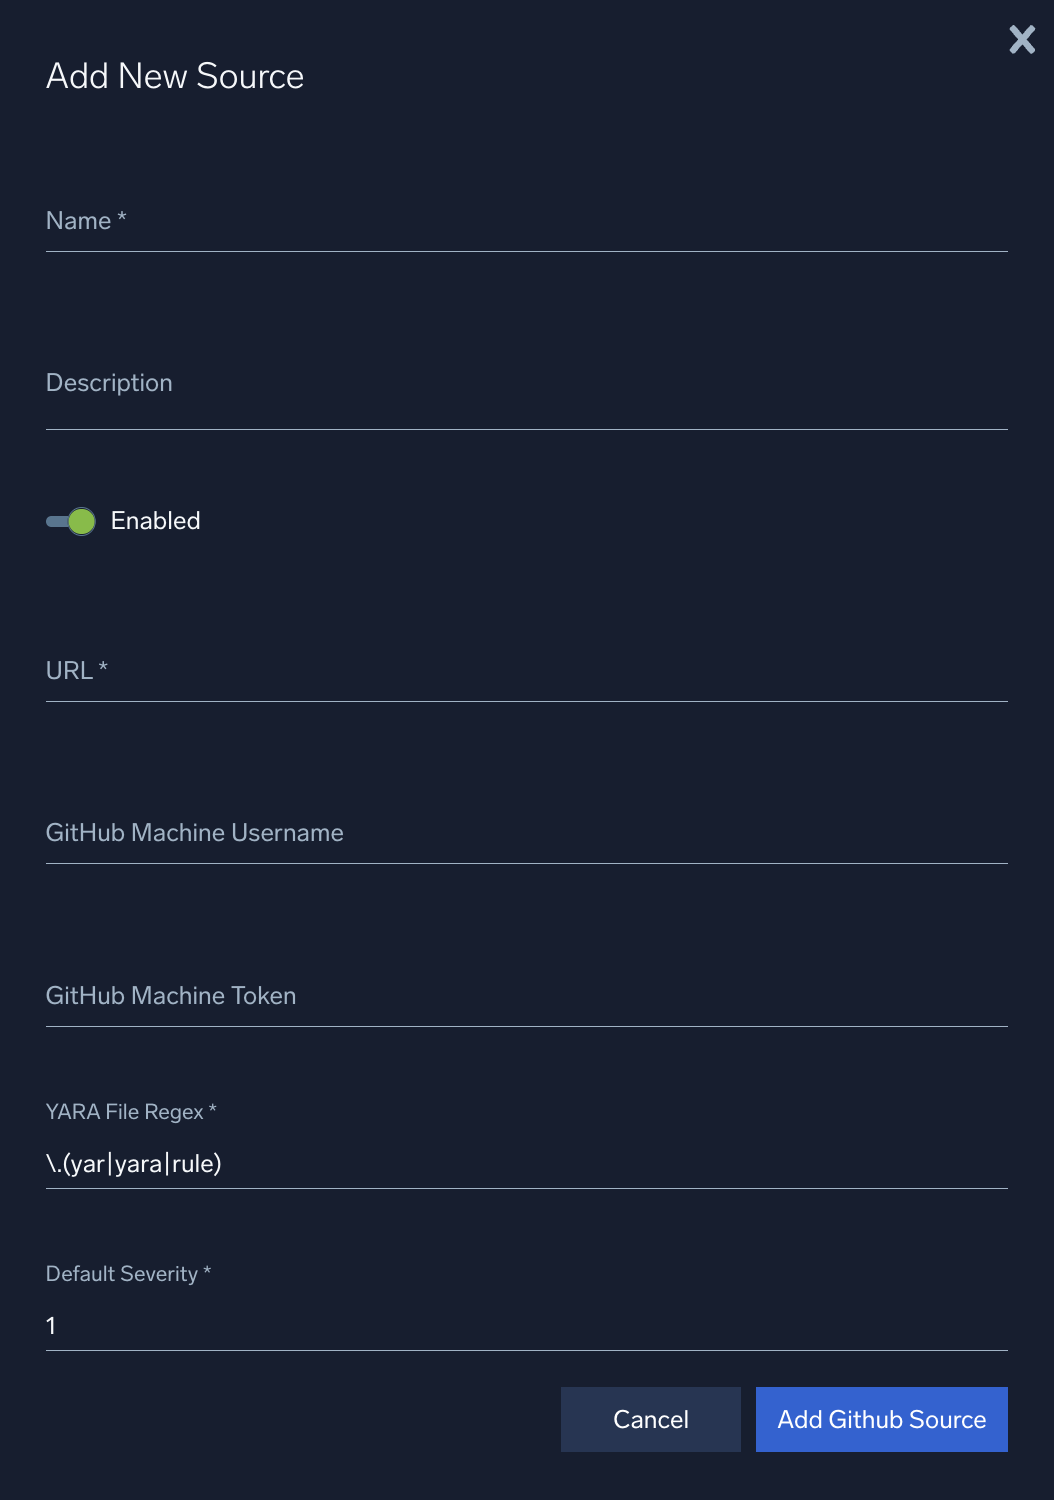 Add New Source
Name *
Description
Enabled
URL *
GitHub Machine Username
GitHub Machine Token
YARA File Regex *
\.(yar|yara|rule)
Default Severity *
1
Cancel
Add Github Source